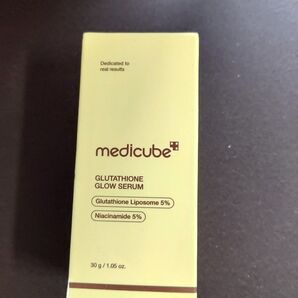 Dedicated to
real results
medicube
GLUTATHIONE
GLOW SERUM
Glutathione Liposome 5%
Niacinamide 5%
30 g / 1.05 oz.